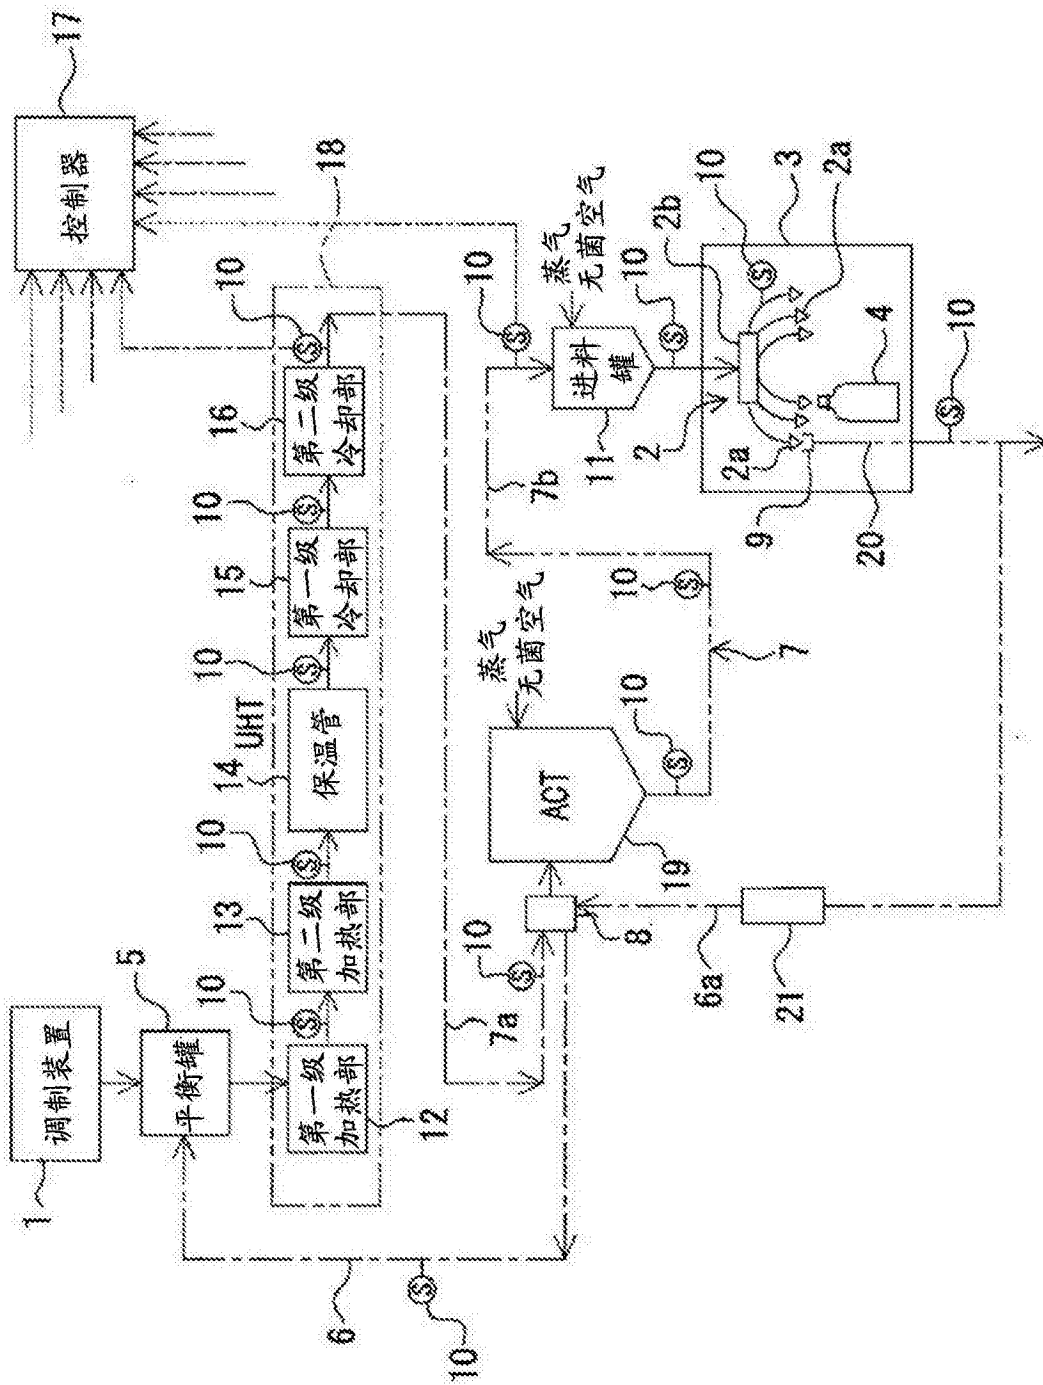 17
控制器
18
10
16
第二级
冷却部
10
15
第一级
冷却部
10
UHT
14
保温管
10
13
第二级
加热部
10
12
第一级
加热部
5
平衡罐
1
调制装置
6
10
7a
10
8
ACT
19
蒸气
无菌空气
10
10
7
7b
10
蒸气
无菌空气
进料
罐
11
10
2
2b
10
3
2a
4
2a
9
20
10
6a
21
S
S
S
S
S
S
S
S
S
S
S
S
S